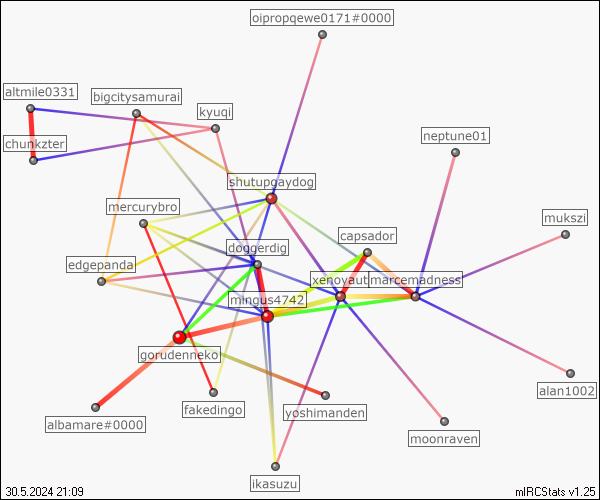 oipropqewe0171#0000
altmile0331
bigcitysamurai
kyuqi
neptune01
chunkzter
shutupgaydog
mercurybro
mukszi
capsador
doggerdig
edgepanda
xenoyaut|marcemadness
mingus4742
gorudenneko
alan1002
fakedingo
yoshimanden
albamare#0000
moonraven
ikasuzu
30.5.2024 21:09
mIRCStats v1.25